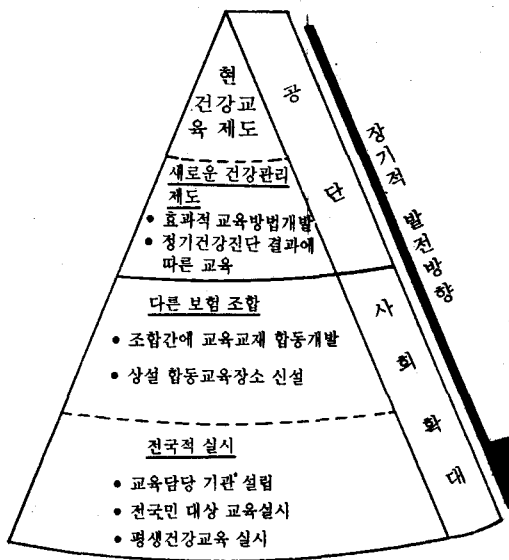 현
건강교
육 제도
새로운 건강관리
제도
• 효과적 교육방법개발
• 정기건강진단 결과에
따른 교육
다른 보험 조합
• 조합간에 교육교재 합동개발
• 상설 합동교육장소 신설
전국적 실시
• 교육담당 기관 설립
• 전국민 대상 교육실시
• 평생건강교육 실시
공단
사회확대
장기적 발전방향